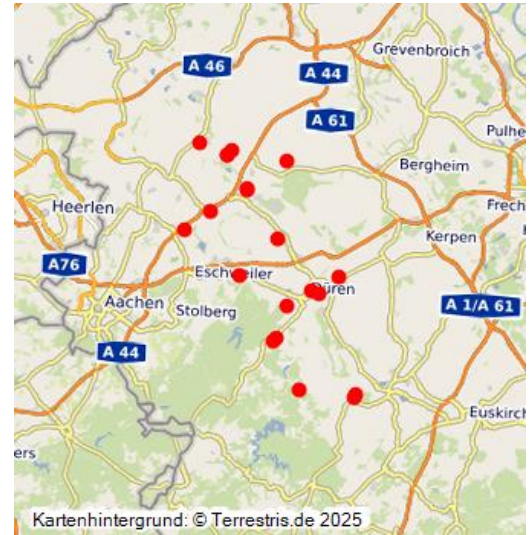 Grevenbroich
A 46
A 44
A 61
Pulhe
Bergheim
Heerlen
Frech
Kerpen
A76
Eschweiler
Düren
Aachen
Stolberg
A 1/A 61
A 44
Euskirch
ers
Kartenhintergrund: © Terrestris.de 2025